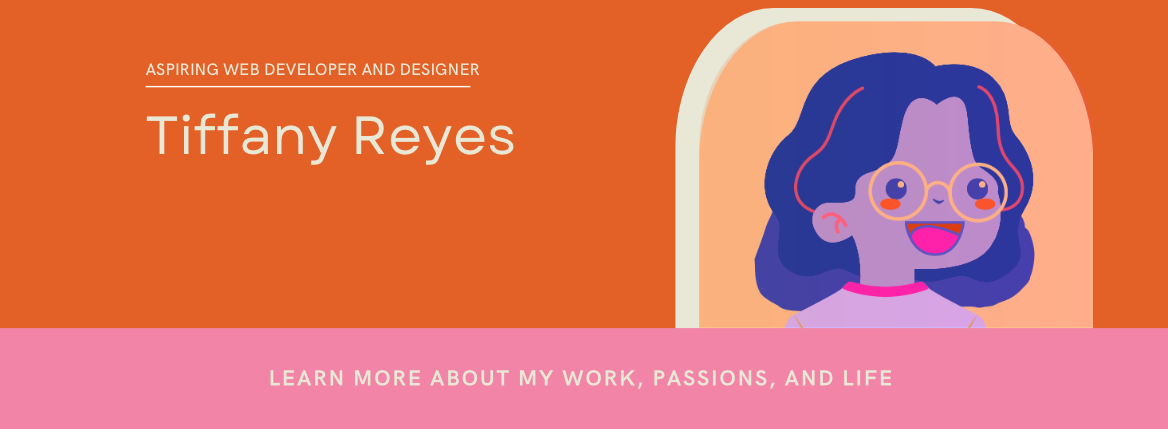 ASPIRING WEB DEVELOPER AND DESIGNER
Tiffany Reyes
LEARN MORE ABOUT MY WORK, PASSIONS, AND LIFE